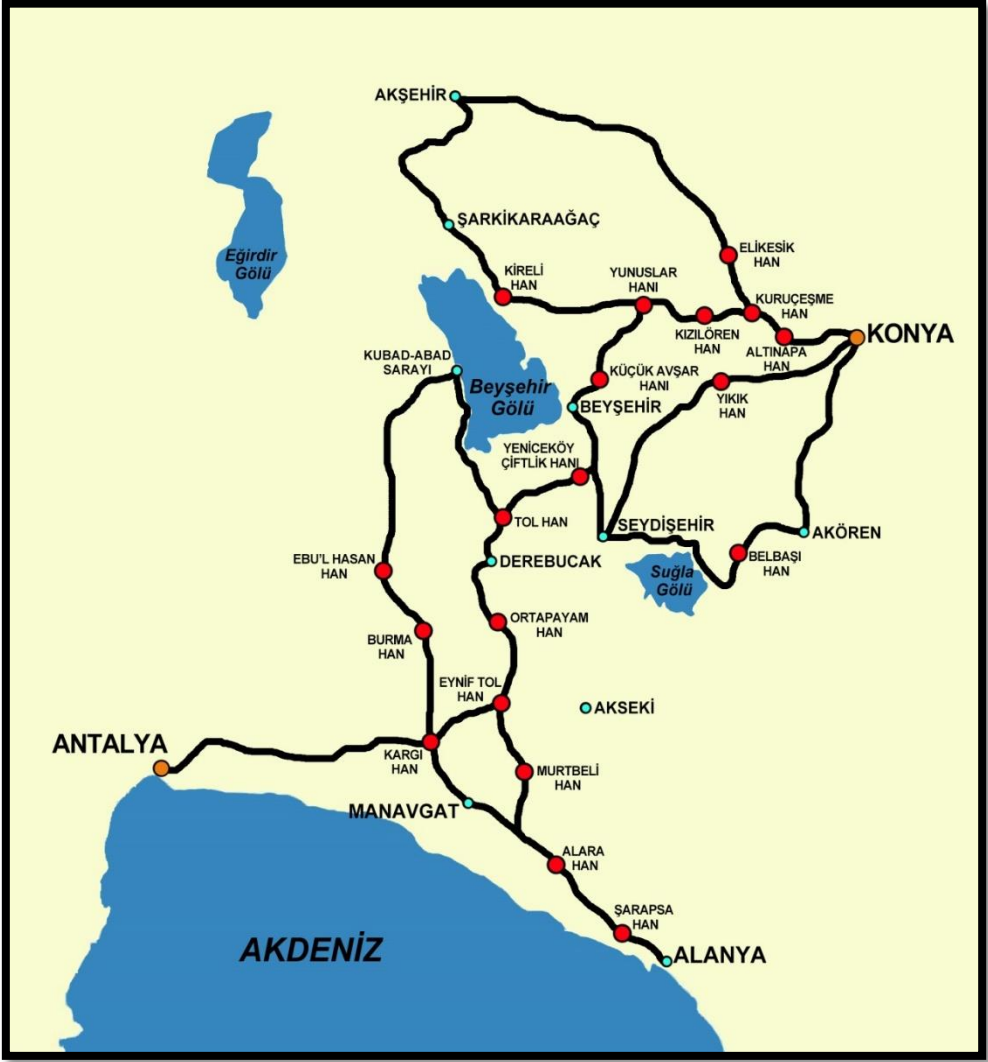 AKŞEHİR
ŞARKİKARAAĞAÇ
Eğirdir
Gölü
ELİKESİK
HAN
KİRELİ
HAN
YUNUSLAR
HANI
KURUÇEŞME
HAN
KIZILÖREN
HAN
KONYA
ALTINAPA
HAN
KUBAD-ABAD
SARAYI
Beyşehir
Gölü
KÜÇÜK AVŞAR
HANI
YIKIK
HAN
BEYŞEHİR
YENİCEKÖY
ÇİFTLİK HANI
TOL HAN
SEYDİŞEHİR
AKÖREN
DEREBUCAK
BELBAŞI
HAN
EBU'L HASAN
HAN
Suğla
Gölü
ORTAPAYAM
HAN
BURMA
HAN
EYNİF TOL
HAN
AKSEKİ
ANTALYA
KARGI
HAN
MURTBELİ
HAN
MANAVGAT
ALARA
HAN
ŞARAPSA
HAN
AKDENİZ
ALANYA